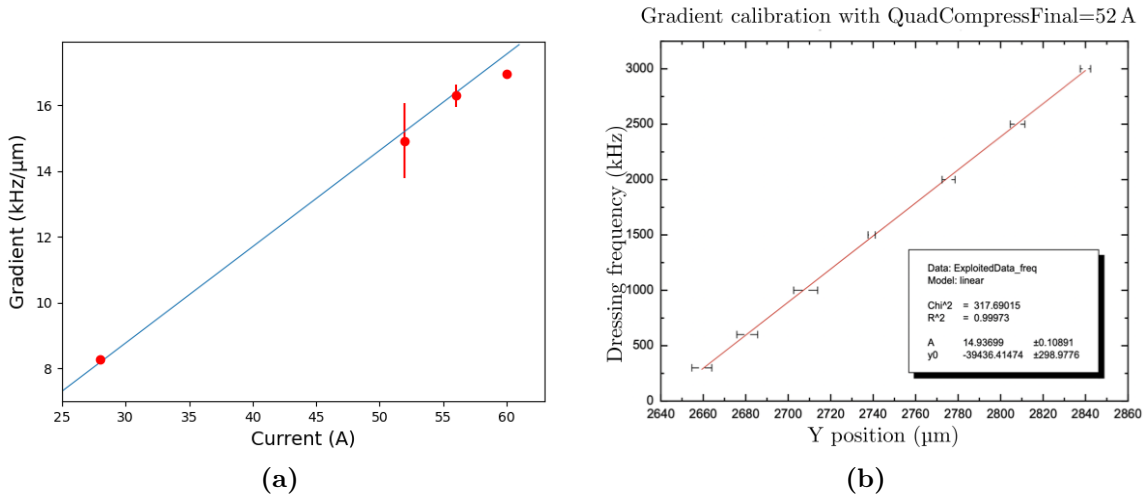 Gradient calibration with QuadCompressFinal=52 A
Gradient (kHz/µm)
16
14
12
10
8
25 30 35 40 45 50 55 60
Current (A)
(a)
Dressing frequency (kHz)
3000
2500
2000
1500
1000
500
0
Data: ExploitedData_freq
Model: linear
Chi^2 = 317.69015
R^2 = 0.99973
A 14.93699 ±0.10891
y0 -39436.41474 ±298.9776
2640 2660 2680 2700 2720 2740 2760 2780 2800 2820 2840 2860
Y position (µm)
(b)